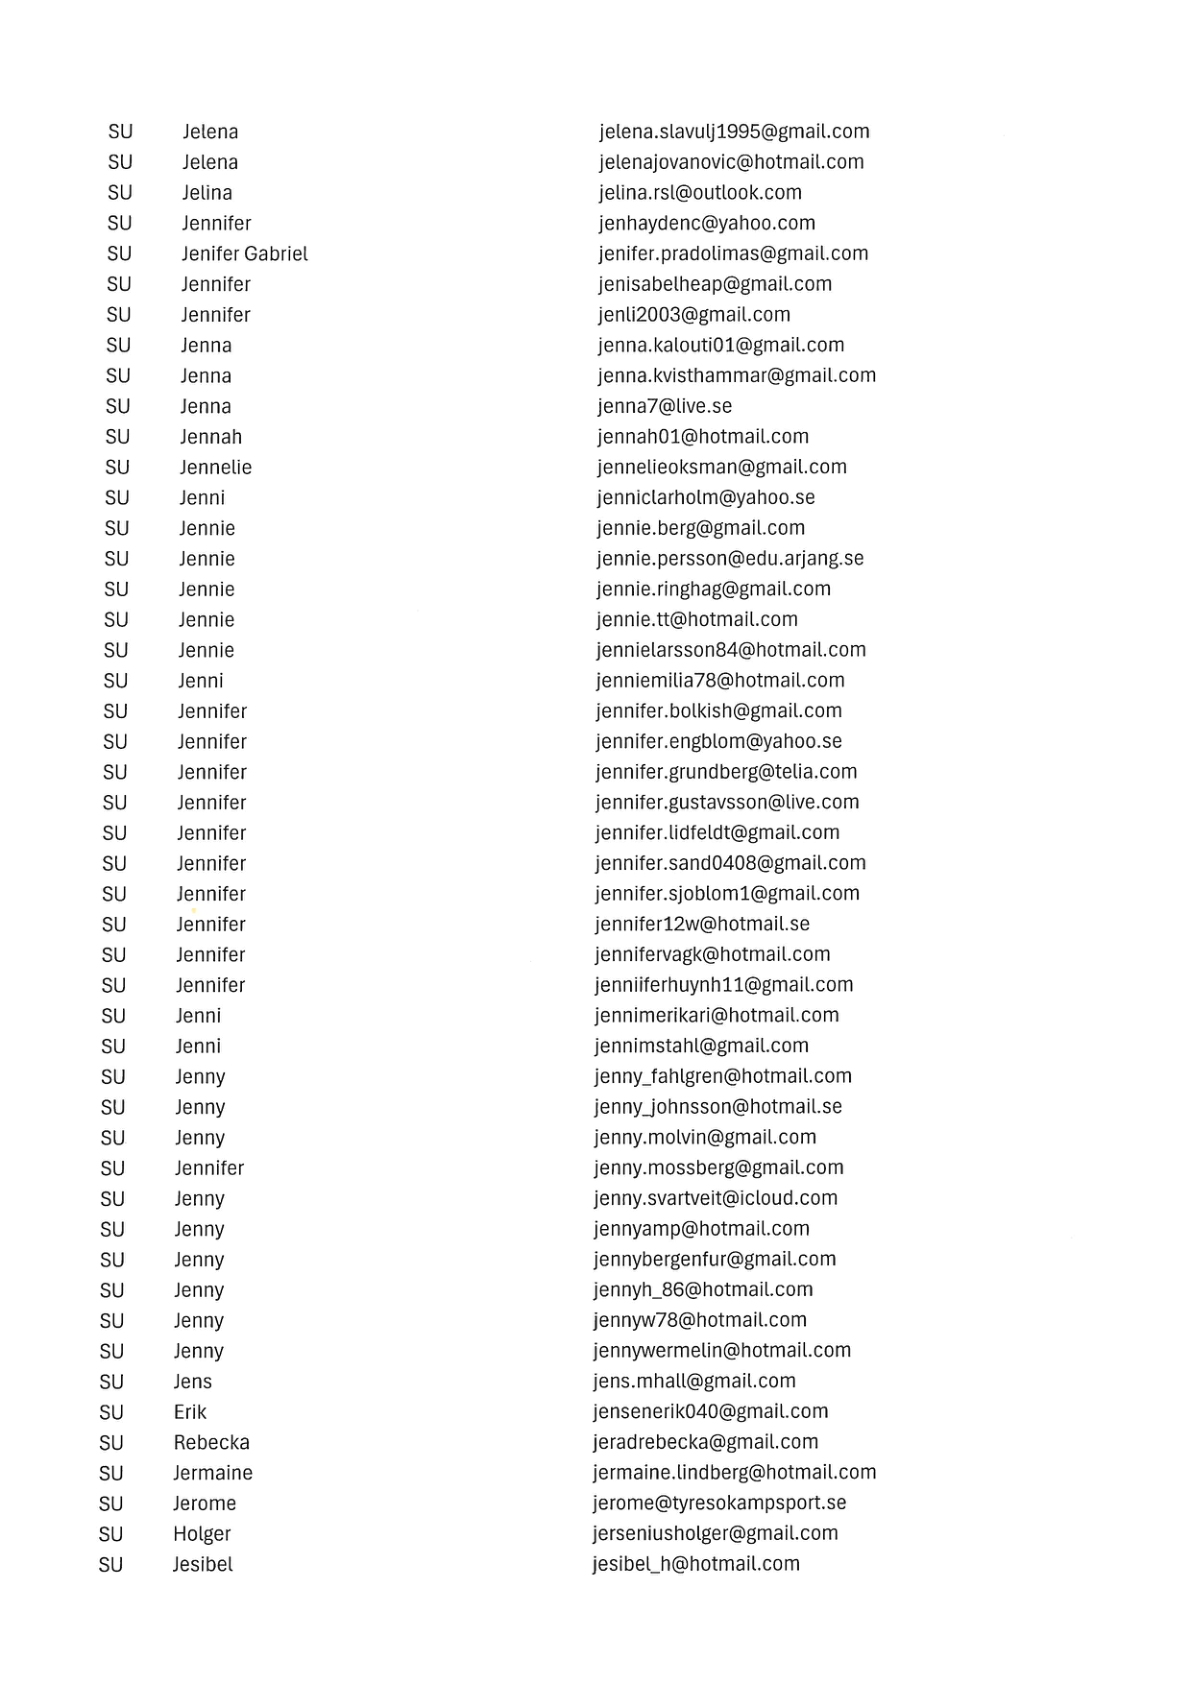 SU Jelena jelena.slavulj1995@gmail.com
SU Jelena jelenajovanovic@hotmail.com
SU Jelina jelina.rsl@outlook.com
SU Jennifer jenhaydenc@yahoo.com
SU Jenifer Gabriel jenifer.pradolimas@gmail.com
SU Jennifer jenisabelheap@gmail.com
SU Jennifer jenli2003@gmail.com
SU Jenna jenna.kalouti01@gmail.com
SU Jenna jenna.kvisthammar@gmail.com
SU Jenna jenna7@live.se
SU Jennah jennah01@hotmail.com
SU Jennelie jennelieoksman@gmail.com
SU Jenni jenniclarholm@yahoo.se
SU Jennie jennie.berg@gmail.com
SU Jennie jennie.persson@edu.arjang.se
SU Jennie jennie.ringhag@gmail.com
SU Jennie jennie.tt@hotmail.com
SU Jennie jennielarsson84@hotmail.com
SU Jenni jenniemilia78@hotmail.com
SU Jennifer jennifer.bolkish@gmail.com
SU Jennifer jennifer.engblom@yahoo.se
SU Jennifer jennifer.grundberg@telia.com
SU Jennifer jennifer.gustavsson@live.com
SU Jennifer jennifer.lidfeldt@gmail.com
SU Jennifer jennifer.sand0408@gmail.com
SU Jennifer jennifer.sjoblom1@gmail.com
SU Jennifer jennifer12w@hotmail.se
SU Jennifer jennifervagk@hotmail.com
SU Jennifer jenniiferhuynh11@gmail.com
SU Jenni jennimerikari@hotmail.com
SU Jenni jennimstahl@gmail.com
SU Jenny jenny_fahlgren@hotmail.com
SU Jenny jenny_johnsson@hotmail.se
SU Jenny jenny.molvin@gmail.com
SU Jennifer jenny.mossberg@gmail.com
SU Jenny jenny.svartveit@icloud.com
SU Jenny jennyamp@hotmail.com
SU Jenny jennybergenfur@gmail.com
SU Jenny jennyh_86@hotmail.com
SU Jenny jennyw78@hotmail.com
SU Jenny jennywermelin@hotmail.com
SU Jens jens.mhall@gmail.com
SU Erik jensenerik040@gmail.com
SU Rebecka jeradrebecka@gmail.com
SU Jermaine jermaine.lindberg@hotmail.com
SU Jerome jerome@tyresokampsport.se
SU Holger jerseniusholger@gmail.com
SU Jesibel jesibel_h@hotmail.com